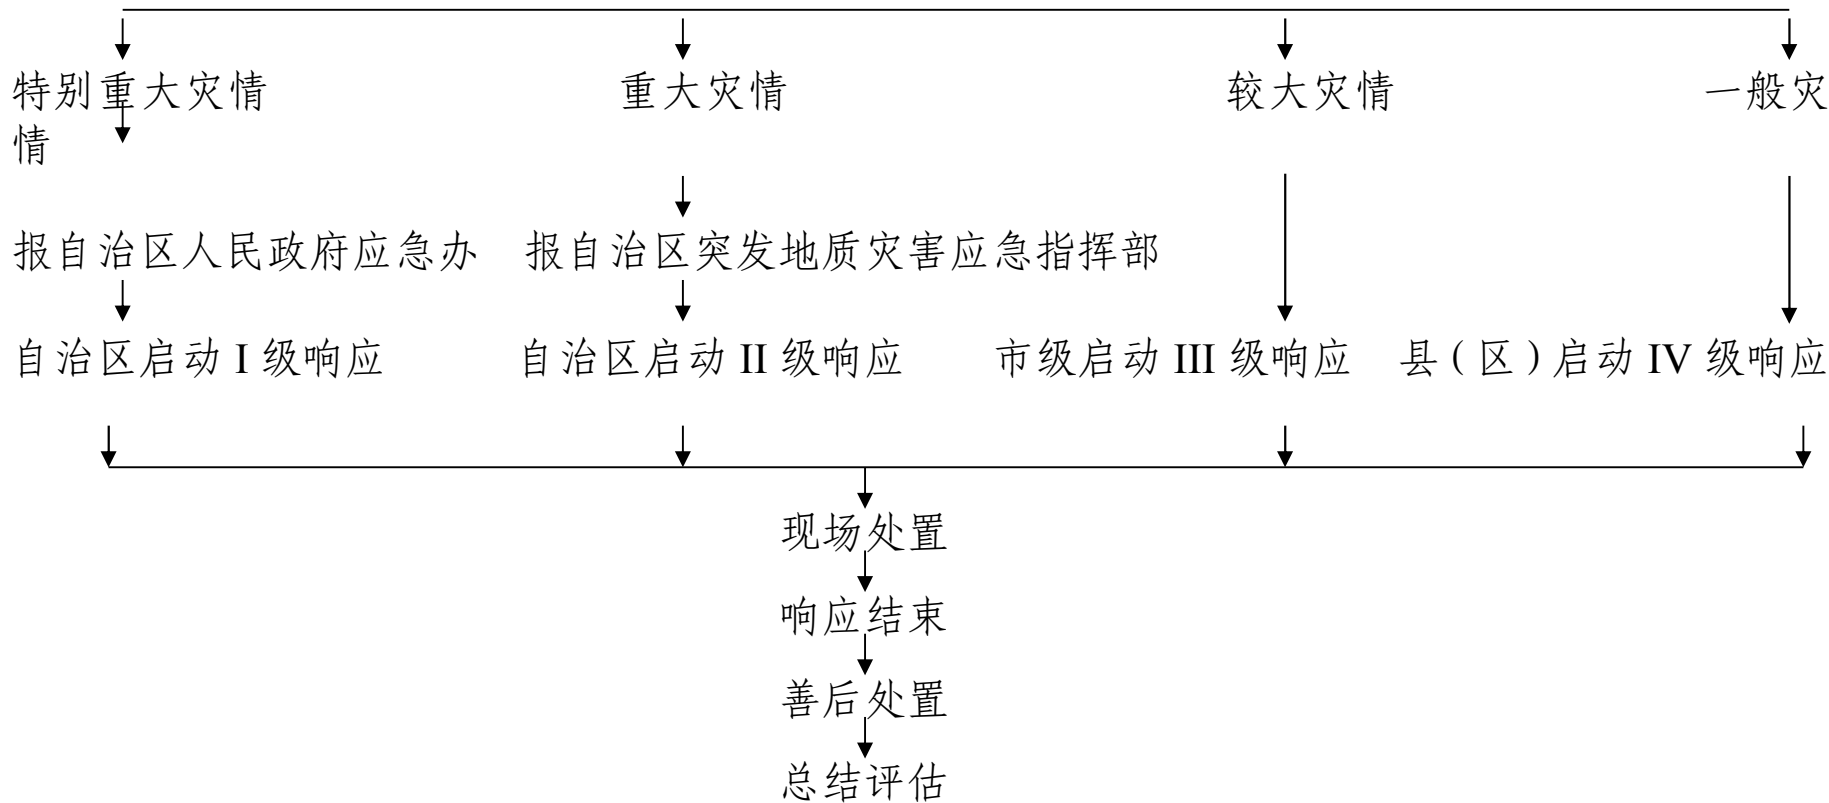 特别重大灾情 重大灾情 较大灾情 一般灾
情
报自治区人民政府应急办 报自治区突发地质灾害应急指挥部
自治区启动 I 级响应 自治区启动 II 级响应 市级启动 III 级响应 县（区）启动 IV 级响应
现场处置
响应结束
善后处置
总结评估